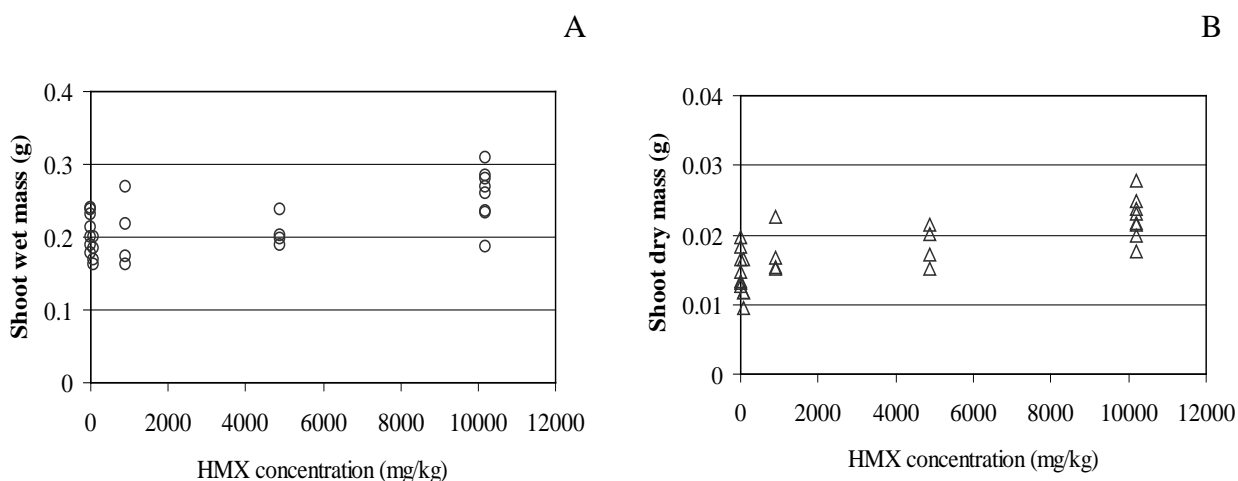 A
0.4
0.3
0.2
0.1
0
Shoot wet mass (g)
0 2000 4000 6000 8000 10000 12000
HMX concentration (mg/kg)
B
0.04
0.03
0.02
0.01
0
Shoot dry mass (g)
0 2000 4000 6000 8000 10000 12000
HMX concentration (mg/kg)